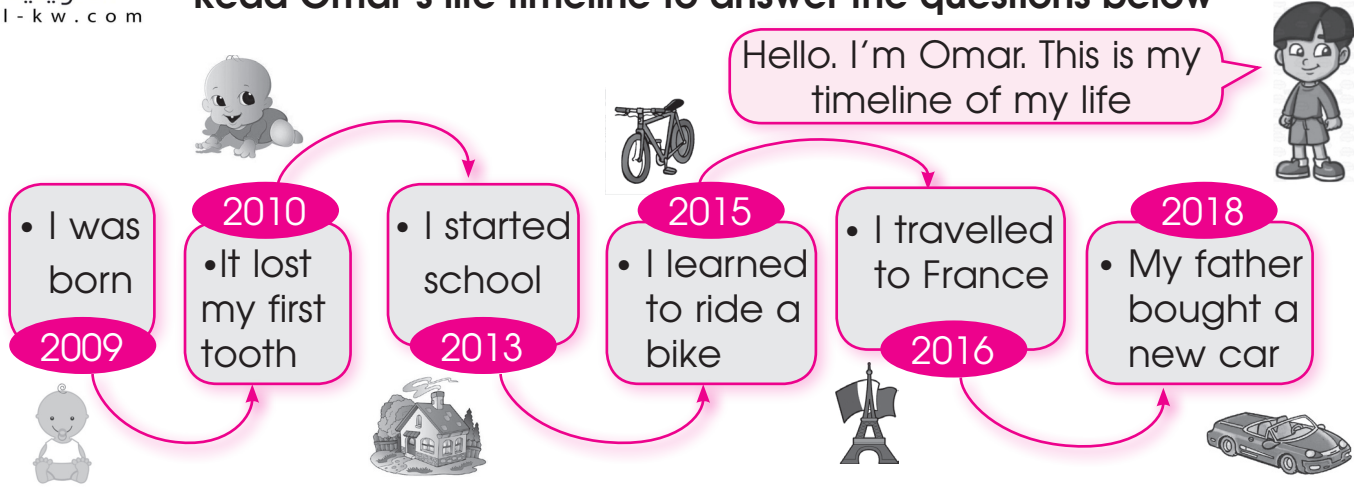 l-kw.com
Read Omar's life timeline to answer the questions below
Hello. I'm Omar. This is my
timeline of my life
• I was
born
2009
2010
•It lost
my first
tooth
• I started
school
2013
2015
• I learned
to ride a
bike
• I travelled
to France
2016
2018
• My father
bought a
new car